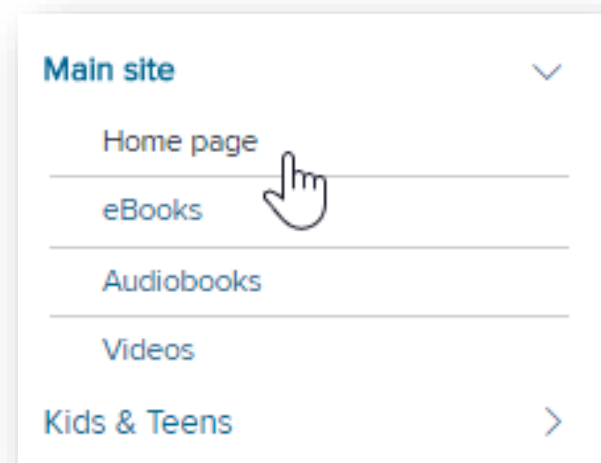 Main site
Home page
eBooks
Audiobooks
Videos
Kids & Teens